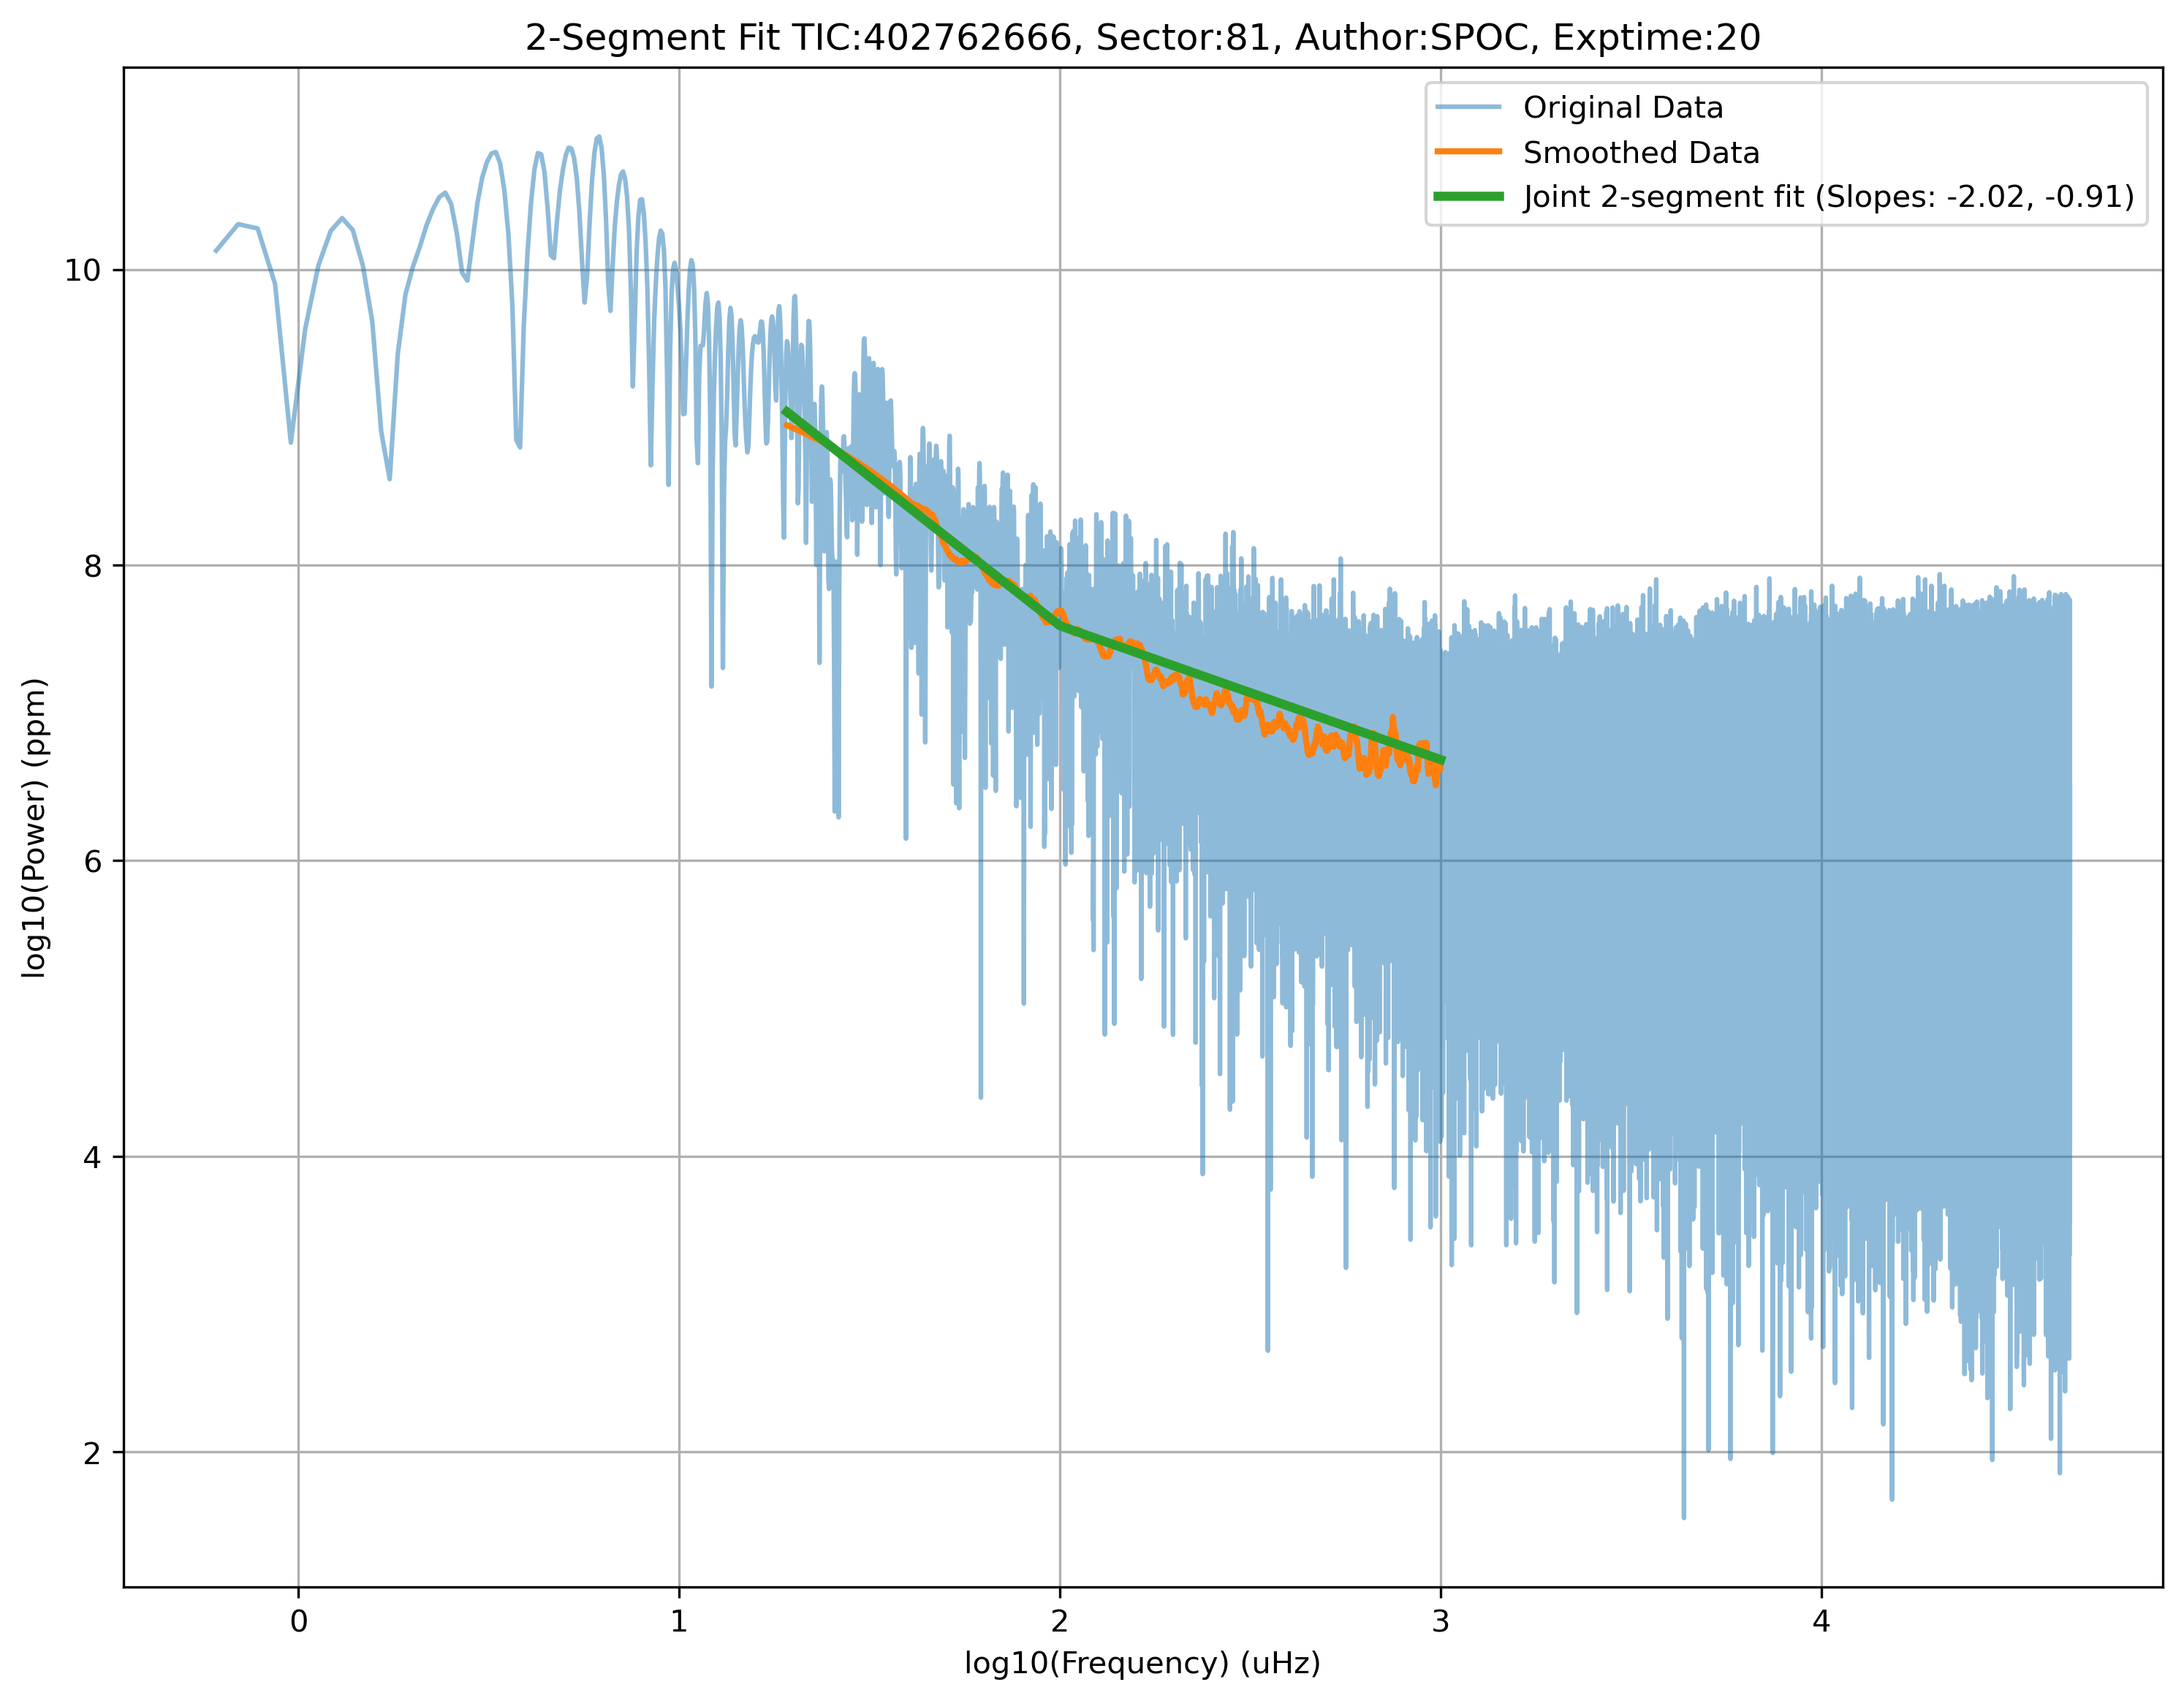 2-Segment Fit TIC:402762666, Sector:81, Author:SPOC, Exptime:20
Original Data
Smoothed Data
Joint 2-segment fit (Slopes: -2.02, -0.91)
log10(Power) (ppm)
10
8
6
4
2
0 1 2 3 4
log10(Frequency) (uHz)